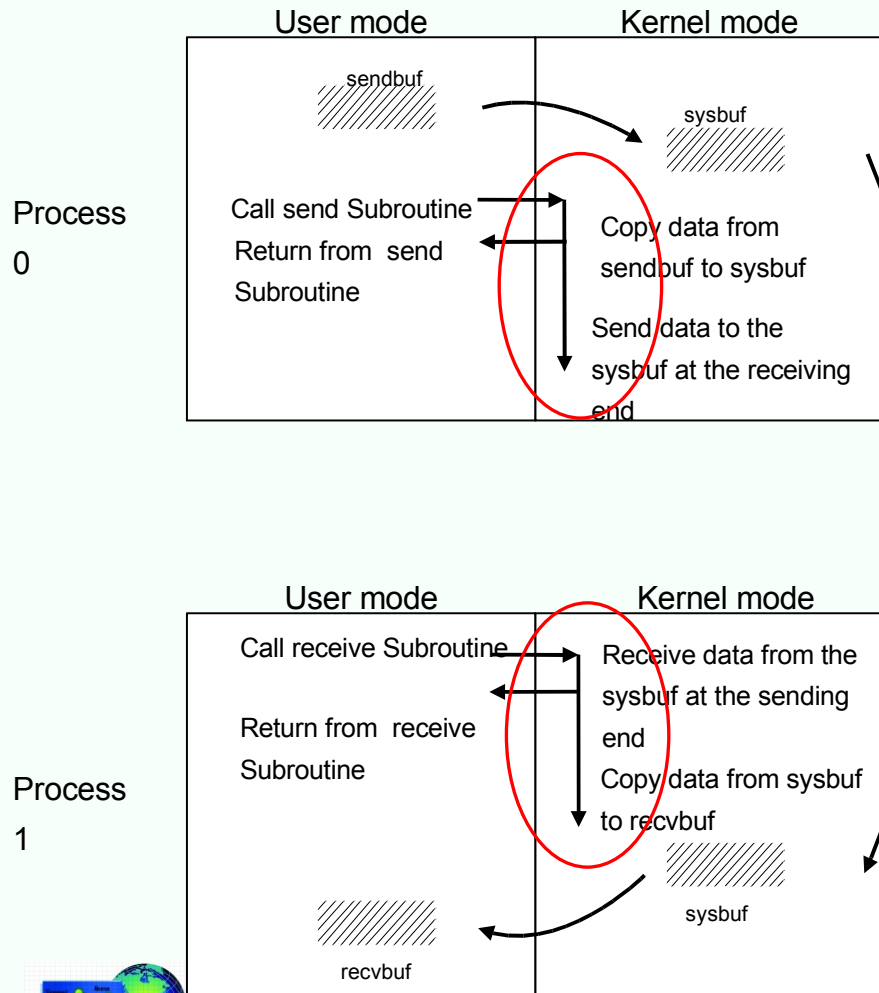 User mode
Kernel mode
sendbuf
sysbuf
Process
0
Call send Subroutine
Return from send
Subroutine
Copy data from
sendbuf to sysbuf
Send data to the
sysbuf at the receiving
end
User mode
Kernel mode
Process
1
Call receive Subroutine
Return from receive
Subroutine
Receive data from the
sysbuf at the sending
end
Copy data from sysbuf
to recvbuf
sysbuf
recvbuf